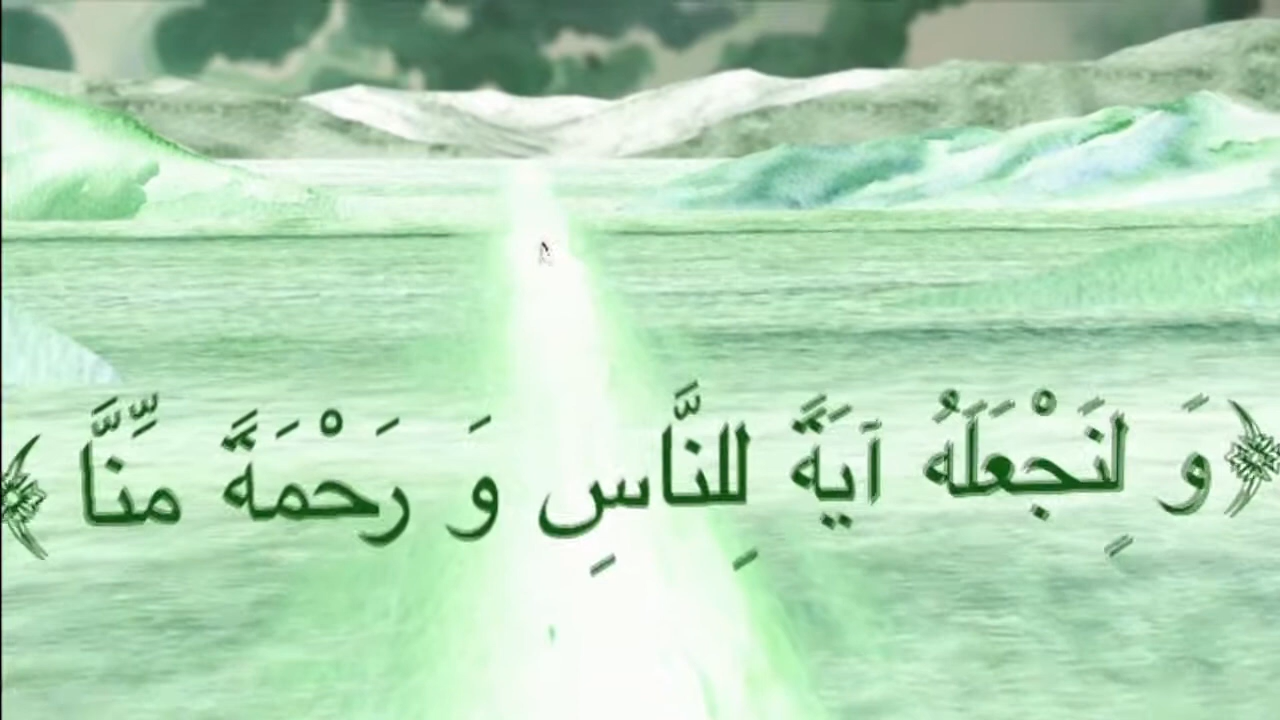 ﴿وَ لِنَجْعَلَهُ آيَةً لِلنَّاسِ وَ رَحْمَةً مِّنَّا﴾